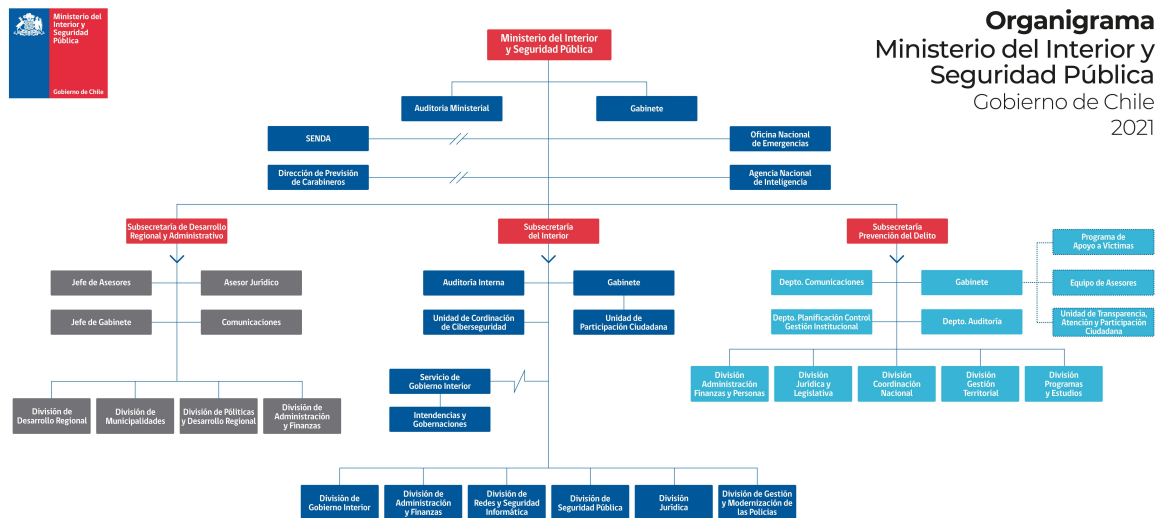 Ministerio del
Interior y
Seguridad
Pública
Gobierno de Chile
Organigrama
Ministerio del Interior y
Seguridad Pública
Gobierno de Chile
2021
Ministerio del Interior
y Seguridad Pública
Auditoria Ministerial
Gabinete
SENDA
Oficina Nacional
de Emergencias
Dirección de Previsión
de Carabineros
Agencia Nacional
de Inteligencia
Subsecretaría de Desarrollo
Regional y Administrativo
Subsecretaría
del Interior
Subsecretaría
Prevención del Delito
Jefe de Asesores
Asesor Jurídico
Jefe de Gabinete
Comunicaciones
División de
Desarrollo Regional
División de
Municipalidades
División de Póliticas
y Desarrollo Regional
División de
Administración
y Finanzas
Auditoría Interna
Gabinete
Unidad de Cordinación
de Ciberseguridad
Unidad de
Participación Ciudadana
Servicio de
Gobierno Interior
Intendencias y
Gobernaciones
División de
Gobierno Interior
División de
Administración
y Finanzas
División de
Redes y Seguridad
Informática
División de
Seguridad Pública
División
Jurídica
División de Gestión
y Modernización de
las Policias
Depto. Comunicaciones
Gabinete
Depto. Planificación Control
Gestión Institucional
Depto. Auditoría
Programa de
Apoyo a Víctimas
Equipo de Asesores
Unidad de Transparencia,
Atención y Participación
Ciudadana
División
Administración
Finanzas y Personas
División
Jurídica y
Legislativa
División
Coordinación
Nacional
División
Gestión
Territorial
División
Programas
y Estudios